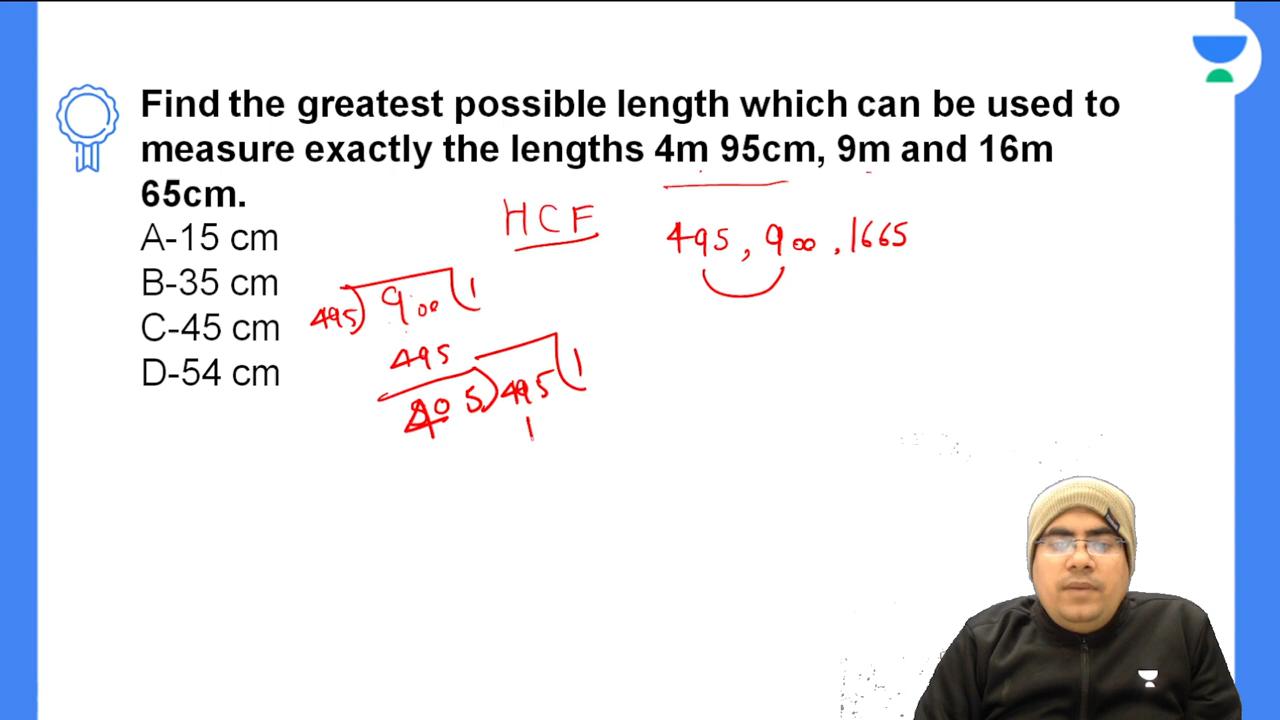 Find the greatest possible length which can be used to
measure exactly the lengths 4m 95cm, 9m and 16m
65cm.
A-15 cm
B-35 cm
C-45 cm
D-54 cm
HCF
495, 900, 1665
495) 900 (1
495
405) 495 (1